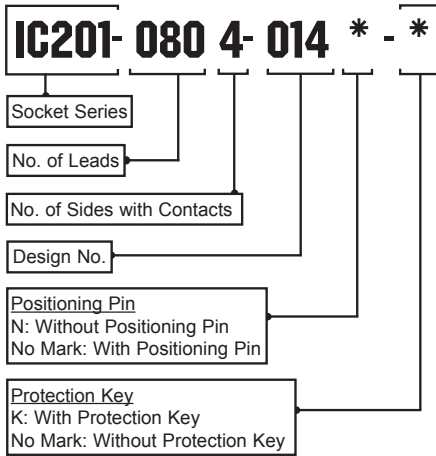 IC201- 080 4- 014 * - *
Socket Series
No. of Leads
No. of Sides with Contacts
Design No.
Positioning Pin
N: Without Positioning Pin
No Mark: With Positioning Pin
Protection Key
K: With Protection Key
No Mark: Without Protection Key